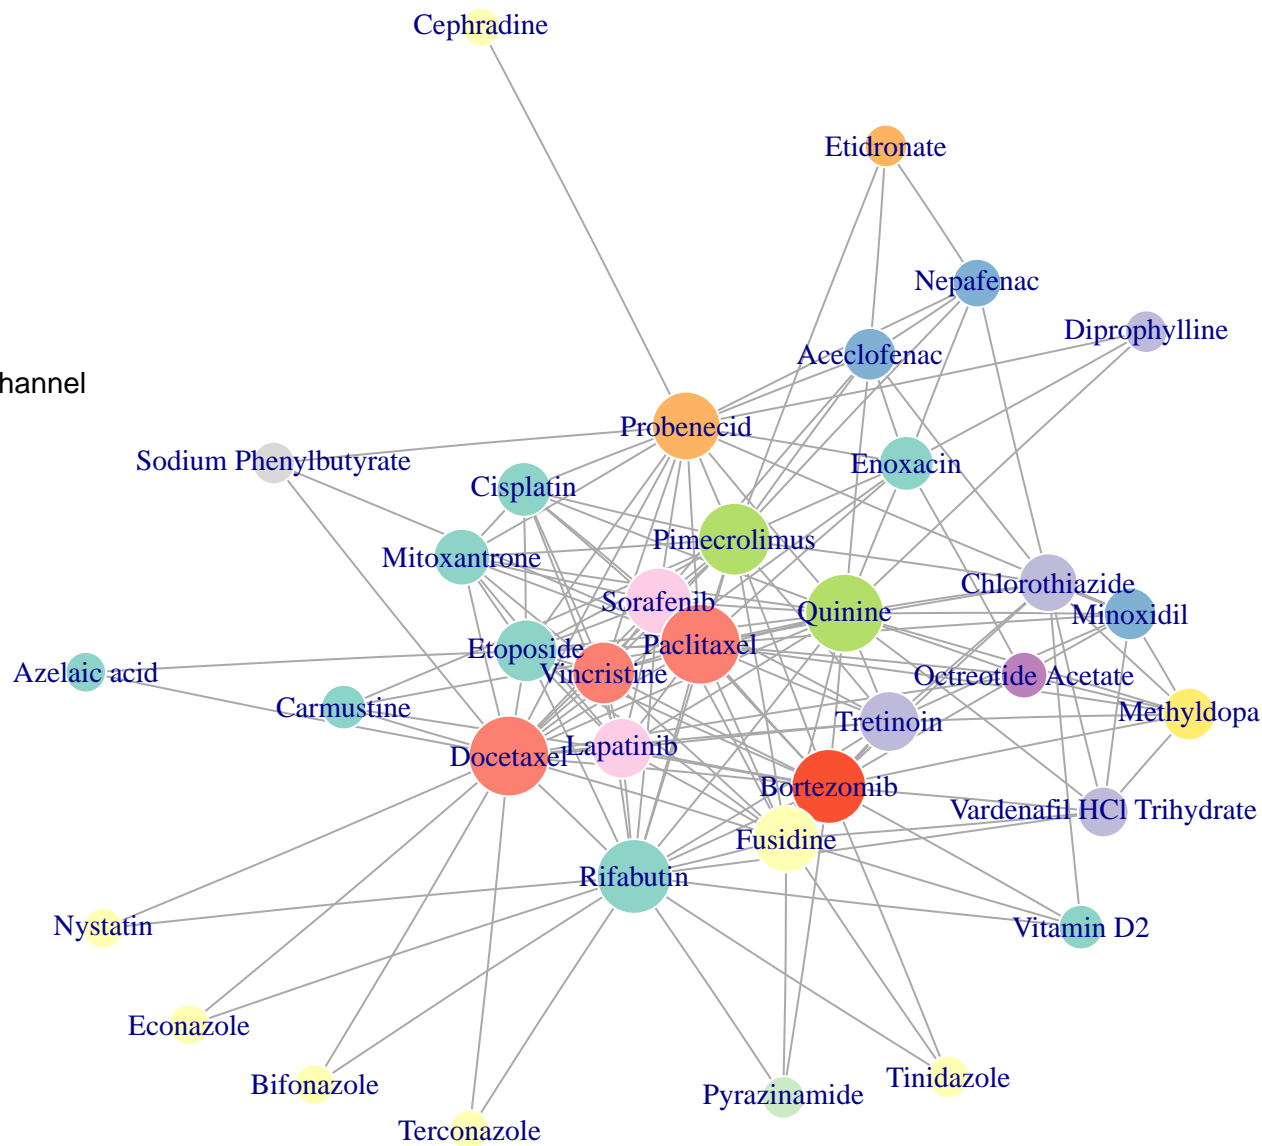 Cephradine
Etidronate
Nepafenac
Diprophylline
Aceclofenac
hannel
Probenecid
Sodium Phenylbutyrate
Enoxacin
Cisplatin
Pimecrolimus
Mitoxantrone
Chlorothiazide
Sorafenib
Quinine
Minoxidil
Paclitaxel
Etoposide
Vincristine
Azelaic acid
Octreotide Acetate
Carmustine
Methyldopa
Tretinoin
Lapatinib
Docetaxel
Bortezomib
Vardenafil HCl Trihydrate
Fusidine
Rifabutin
Nystatin
Vitamin D2
Econazole
Bifonazole
Tinidazole
Pyrazinamide
Terconazole